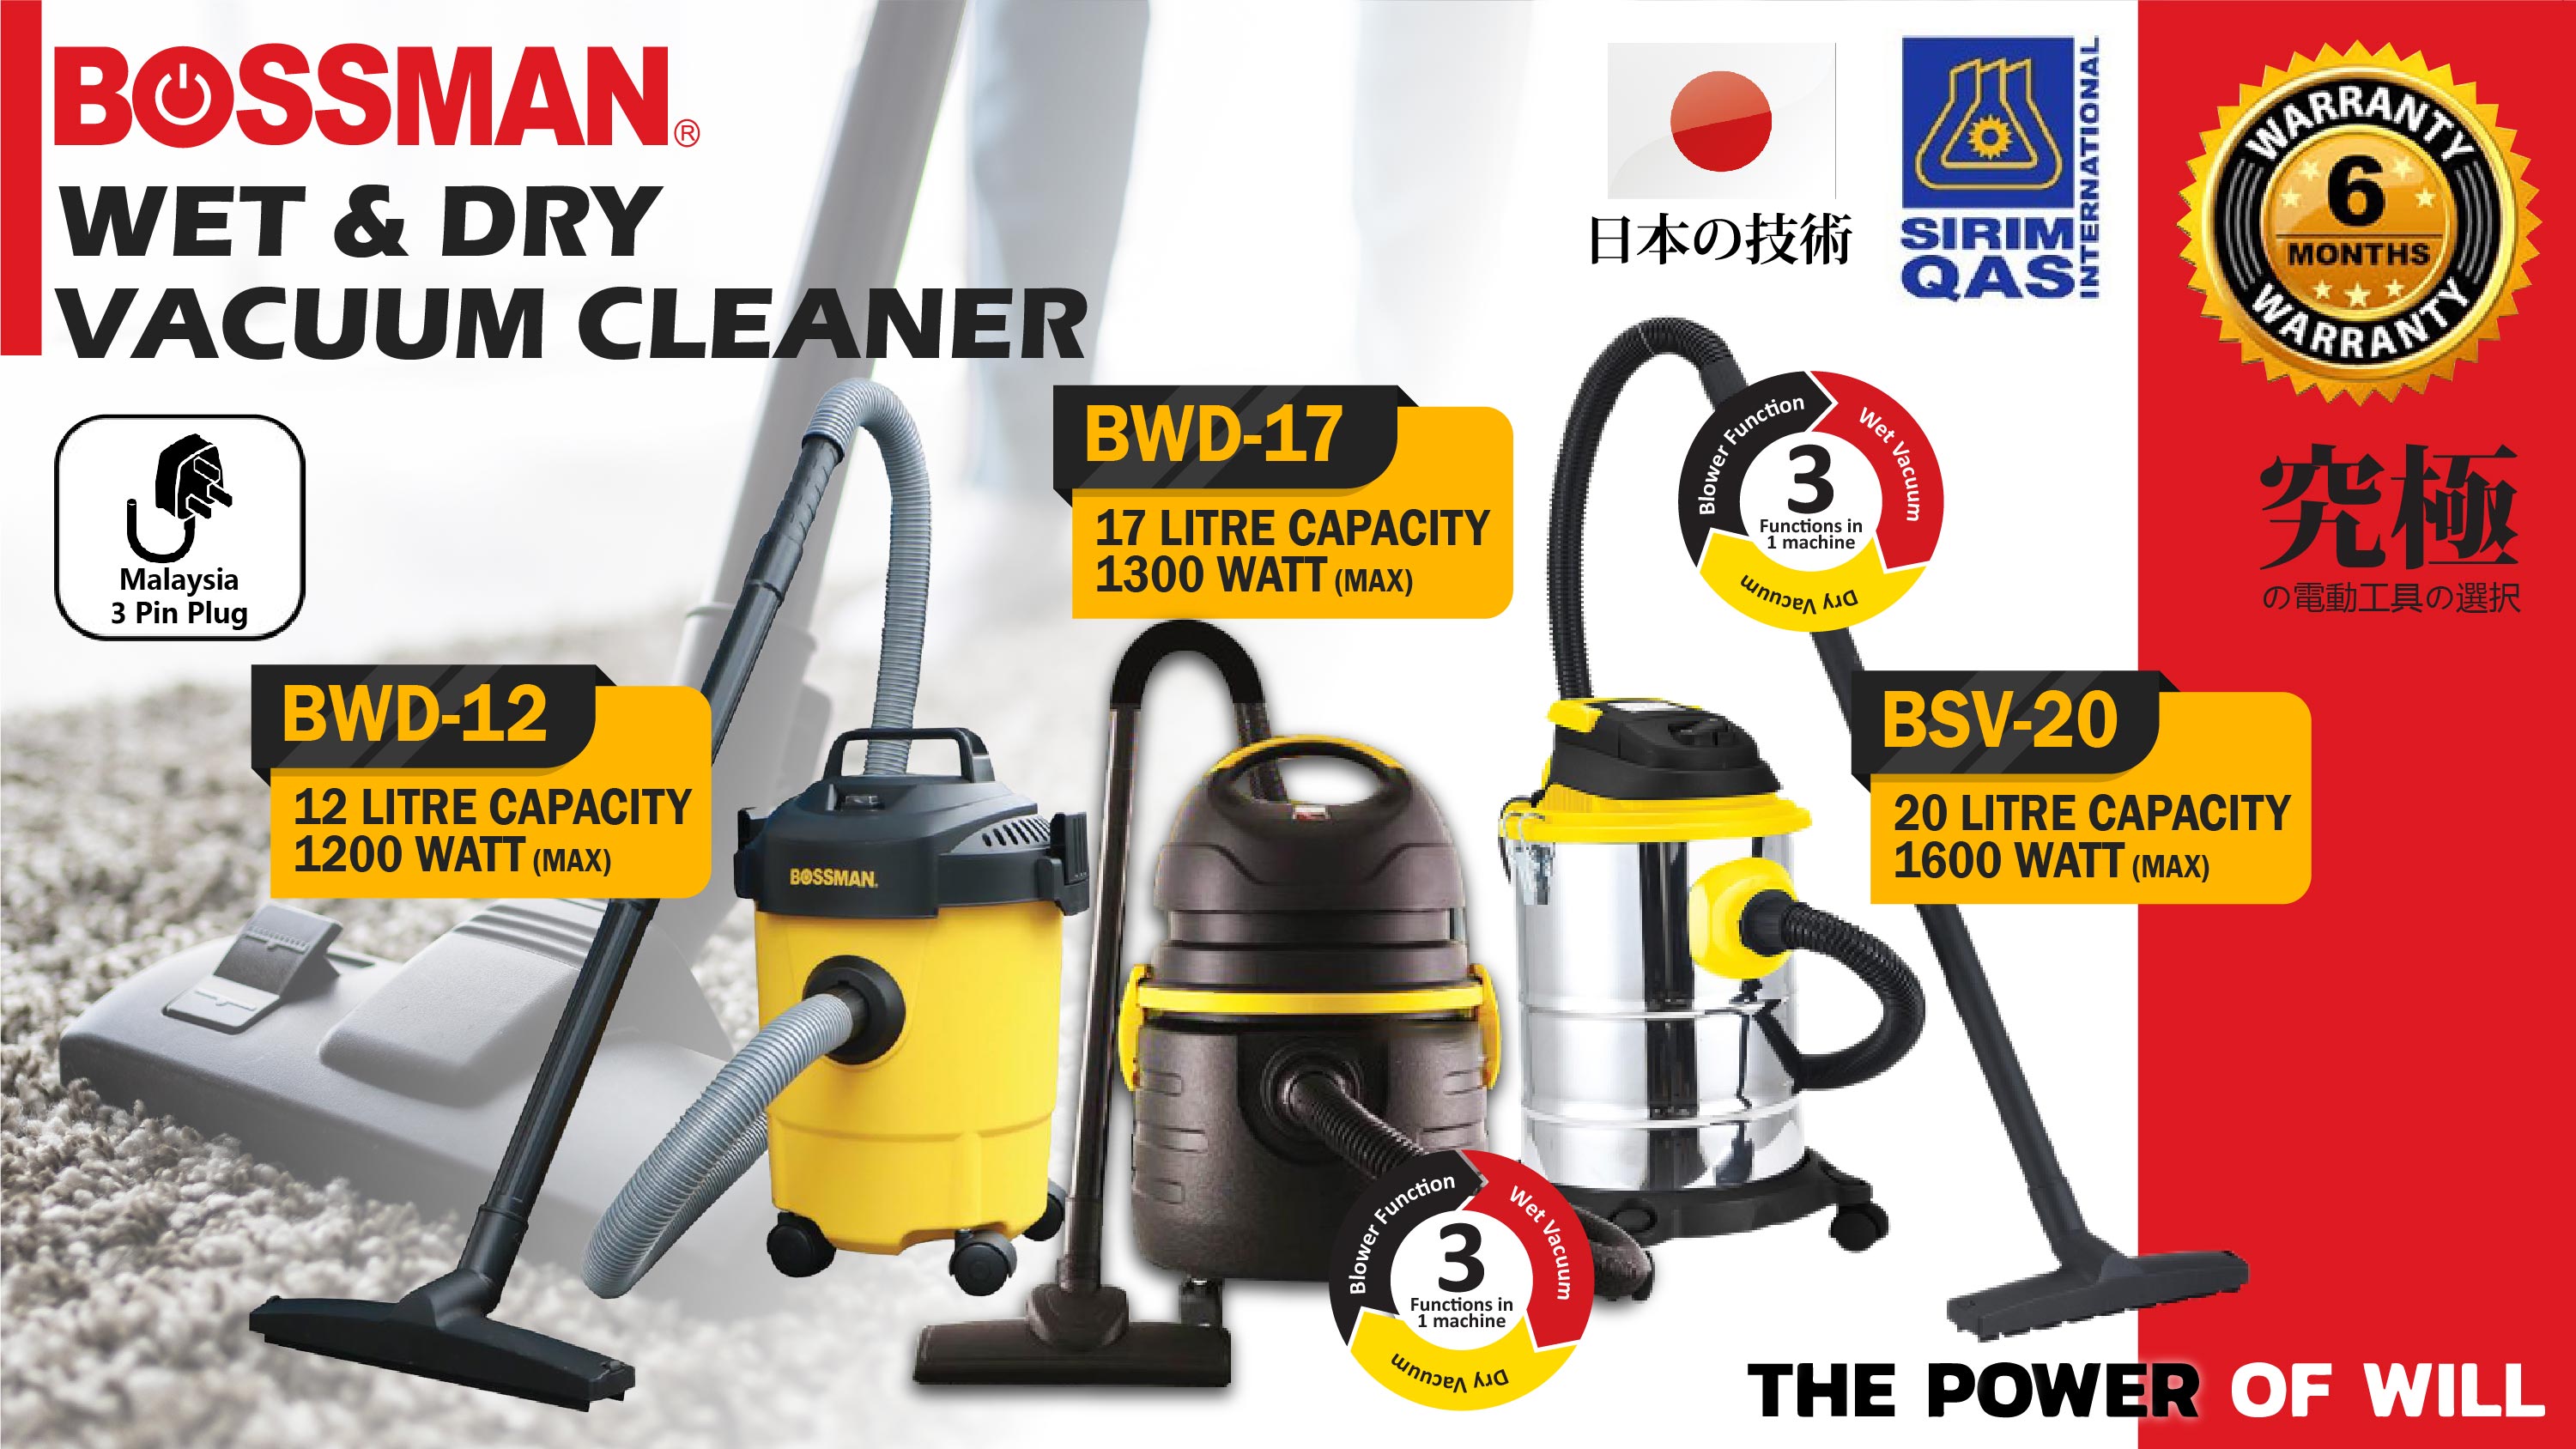 BOSSMAN®
WET & DRY
VACUUM CLEANER
日本の技術
SIRIM
QAS
INTERNATIONAL
WARRANTY
6
MONTHS
WARRANTY
究極
の電動工具の選択
Malaysia
3 Pin Plug
BWD-12
12 LITRE CAPACITY
1200 WATT (MAX)
BOSSMAN.
BWD-17
17 LITRE CAPACITY
1300 WATT (MAX)
Blower Function
Wet Vacuum
Dry Vacuum
3
Functions in
1 machine
BSV-20
20 LITRE CAPACITY
1600 WATT (MAX)
Blower Function
Wet Vacuum
Dry Vacuum
3
Functions in
1 machine
THE POWER OF WILL